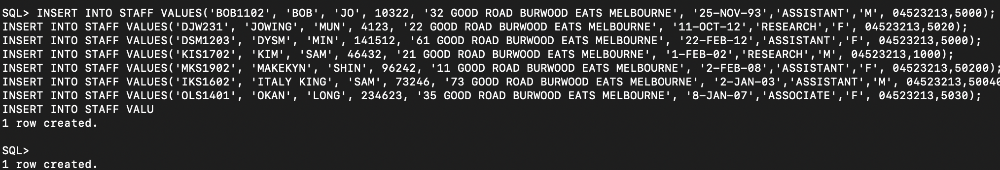 SQL> INSERT INTO STAFF VALUES('BOB1102', 'BOB', 'JO', 10322, '32 GOOD ROAD BURWOOD EATS MELBOURNE', '25-NOV-93','ASSISTANT','M', 04523213,5000);
INSERT INTO STAFF VALUES('DJW231', 'JOWING', 'MUN', 4123, '22 GOOD ROAD BURWOOD EATS MELBOURNE', '11-OCT-12','RESEARCH','F', 04523213,5020);
INSERT INTO STAFF VALUES('DSM1203', 'DYSM', 'MIN', 141512, '61 GOOD ROAD BURWOOD EATS MELBOURNE', '22-FEB-12','ASSISTANT','F', 04523213,5000);
INSERT INTO STAFF VALUES('KIS1702', 'KIM', 'SAM', 46432, '21 GOOD ROAD BURWOOD EATS MELBOURNE', '1-FEB-02','RESEARCH','M', 04523213,1000);
INSERT INTO STAFF VALUES('MKS1902', 'MAKEKYN', 'SHIN', 96242, '11 GOOD ROAD BURWOOD EATS MELBOURNE', '2-FEB-08','ASSISTANT','F', 04523213,50200);
INSERT INTO STAFF VALUES('IKS1602', 'ITALY KING', 'SAM', 73246, '73 GOOD ROAD BURWOOD EATS MELBOURNE', '2-JAN-03','ASSISTANT','M', 04523213,50040
INSERT INTO STAFF VALUES('OLS1401', 'OKAN', 'LONG', 234623, '35 GOOD ROAD BURWOOD EATS MELBOURNE', '8-JAN-07','ASSOCIATE','F', 04523213,5030);
INSERT INTO STAFF VALU
1 row created.
SQL>
1 row created.